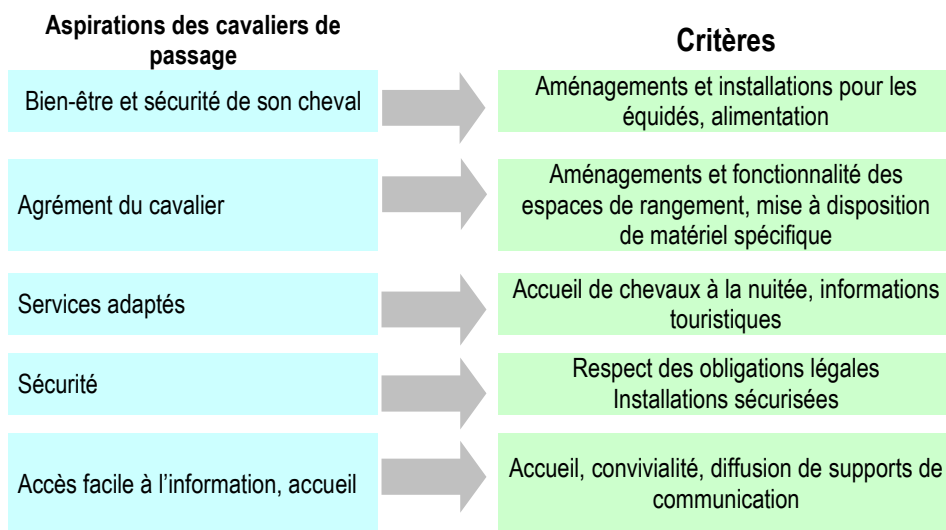 Aspirations des cavaliers de
passage
Critères
Bien-être et sécurité de son cheval
Aménagements et installations pour les
équidés, alimentation
Agrément du cavalier
Aménagements et fonctionnalité des
espaces de rangement, mise à disposition
de matériel spécifique
Services adaptés
Accueil de chevaux à la nuitée, informations
touristiques
Sécurité
Respect des obligations légales
Installations sécurisées
Accès facile à l’information, accueil
Accueil, convivialité, diffusion de supports de
communication